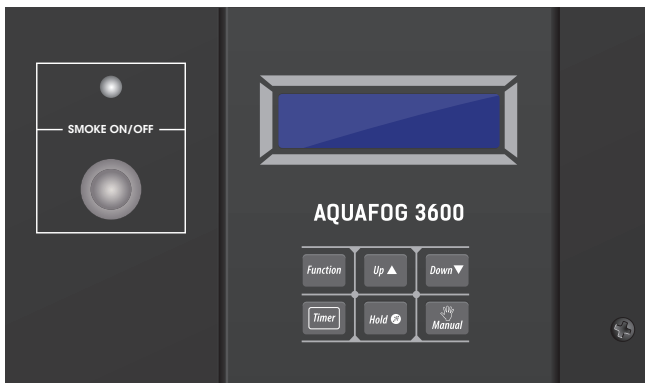 SMOKE ON/OFF
AQUAFOG 3600
Function Up ▲ Down ▼
Timer Hold Manual